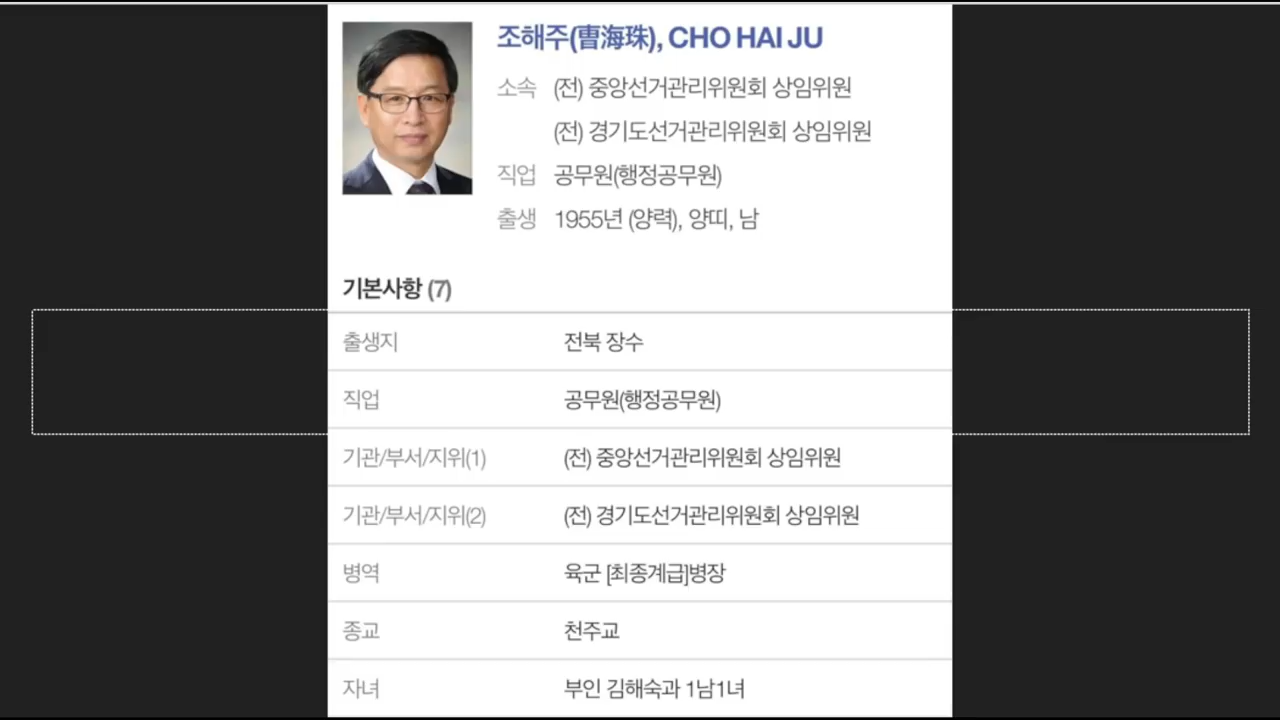 조해주(曺海珠), CHO HAI JU
소속 (전) 중앙선거관리위원회 상임위원
(전) 경기도선거관리위원회 상임위원
직업 공무원(행정공무원)
출생 1955년 (양력), 양띠, 남
기본사항 (7)
출생지 전북 장수
직업 공무원(행정공무원)
기관/부서/지위(1) (전) 중앙선거관리위원회 상임위원
기관/부서/지위(2) (전) 경기도선거관리위원회 상임위원
병역 육군 [최종계급]병장
종교 천주교
자녀 부인 김해숙과 1남1녀